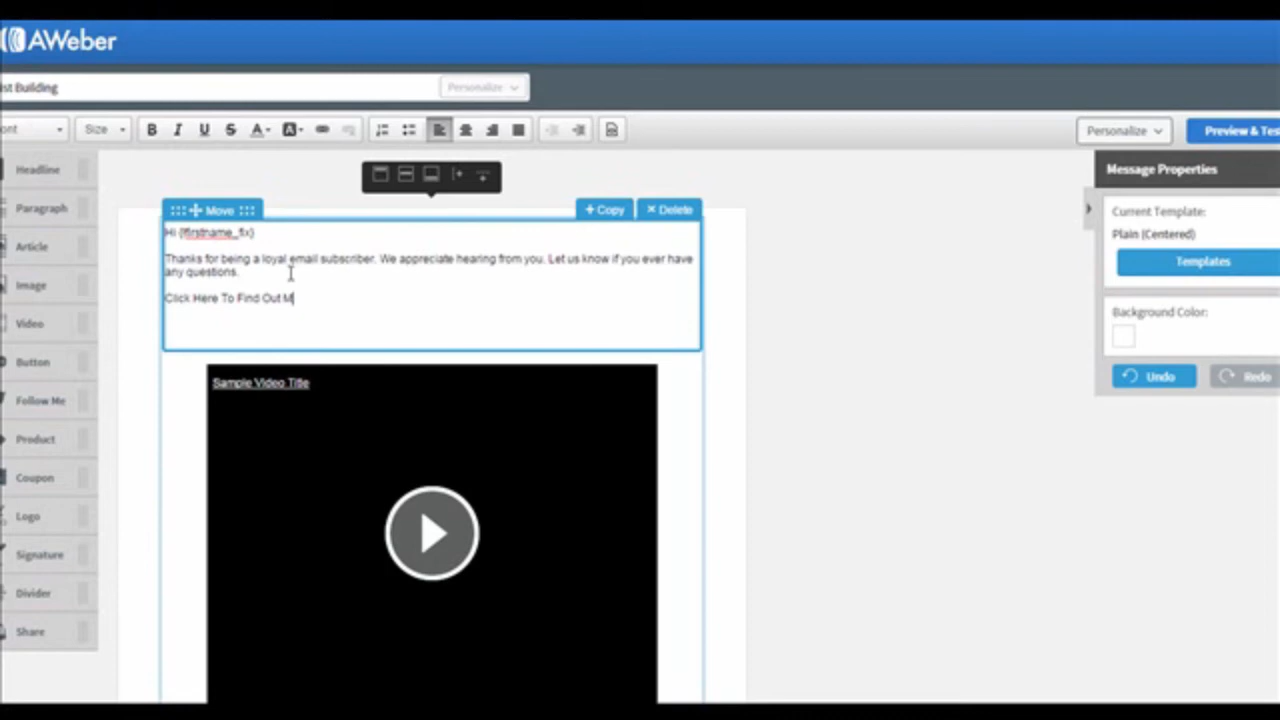 AWeber
st Building
Personalize
ont
Size
B I U S A A
Personalize
Preview & Tes
Headline
Paragraph
Article
Image
Video
Button
Follow Me
Product
Coupon
Logo
Signature
Divider
Share
Move
Copy
Delete
Hi {!firstname_fix}
Thanks for being a loyal email subscriber. We appreciate hearing from you. Let us know if you ever have
any questions.
Click Here To Find Out M
Sample Video Title
Message Properties
Current Template:
Plain (Centered)
Templates
Background Color:
Undo
Redo